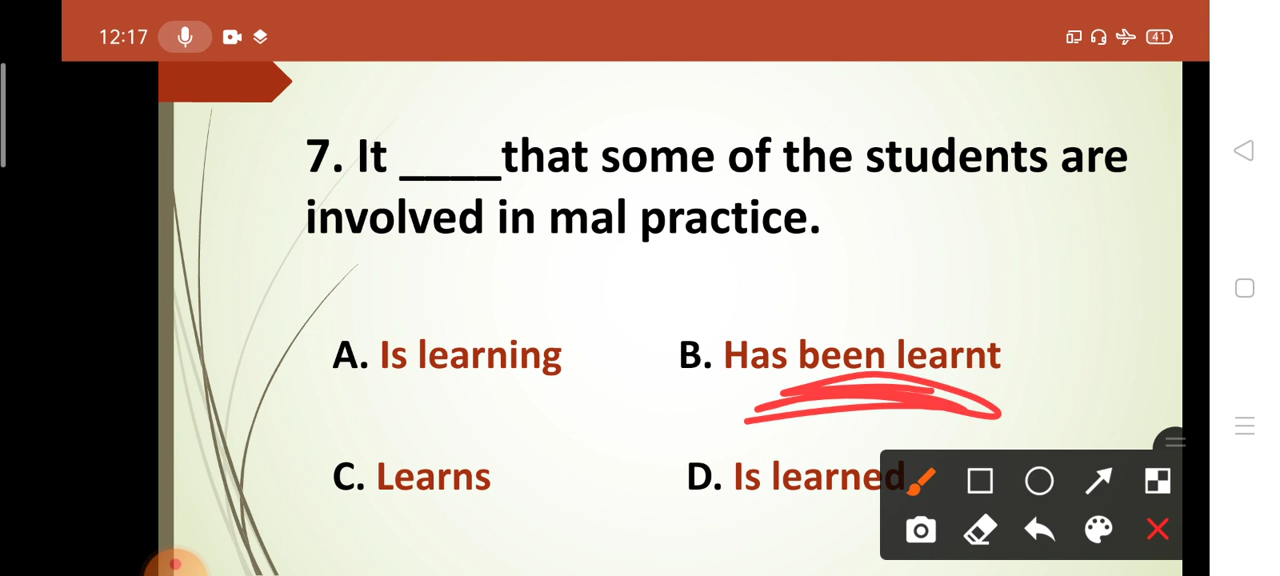 12:17
41
7. It ____that some of the students are
involved in mal practice.
A. Is learning
B. Has been learnt
C. Learns
D. Is learned